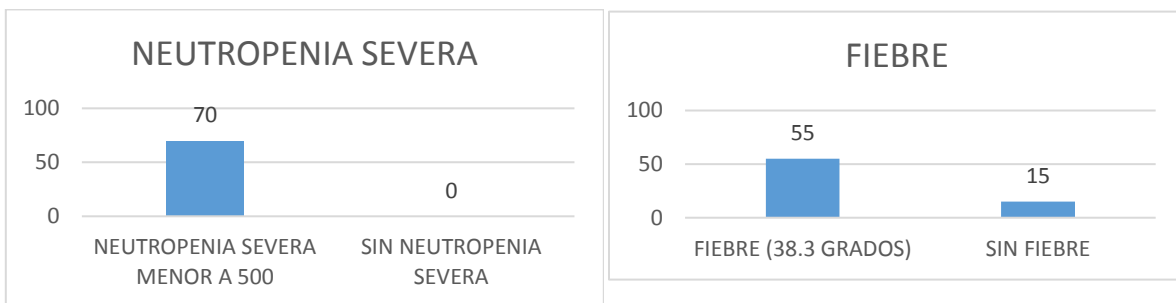 NEUTROPENIA SEVERA
100
70
50
0
0
NEUTROPENIA SEVERA
MENOR A 500
SIN NEUTROPENIA
SEVERA
FIEBRE
100
55
50
15
0
FIEBRE (38.3 GRADOS)
SIN FIEBRE